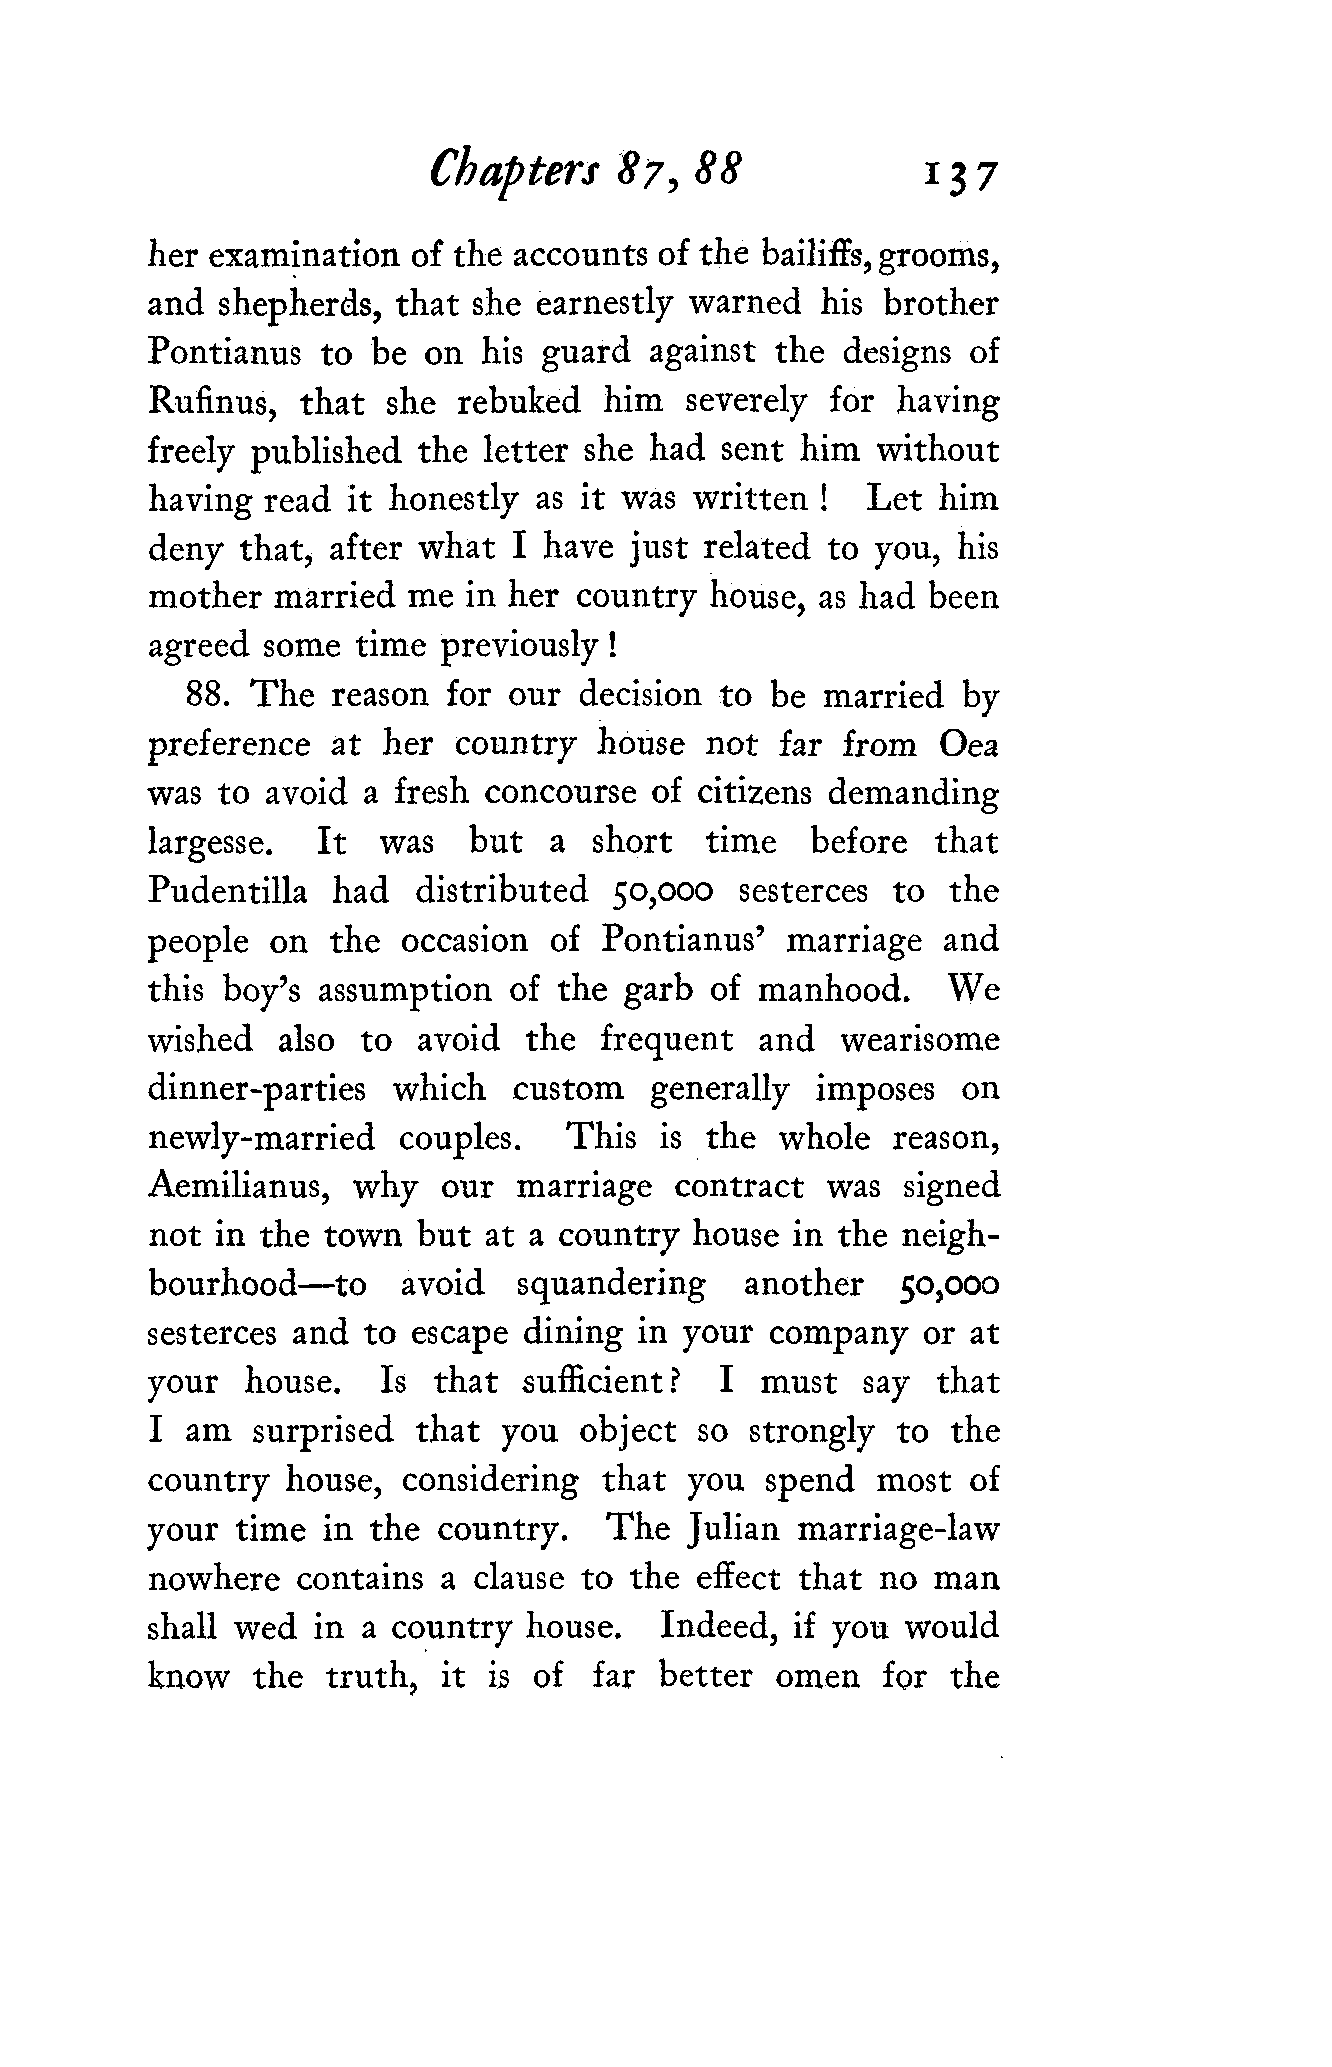 Chapters 87, 88 137
her examination of the accounts of the bailiffs, grooms,
and shepherds, that she earnestly warned his brother
Pontianus to be on his guard against the designs of
Rufinus, that she rebuked him severely for having
freely published the letter she had sent him without
having read it honestly as it was written ! Let him
deny that, after what I have just related to you, his
mother married me in her country house, as had been
agreed some time previously !
88. The reason for our decision to be married by
preference at her country house not far from Oea
was to avoid a fresh concourse of citizens demanding
largesse. It was but a short time before that
Pudentilla had distributed 50,000 sesterces to the
people on the occasion of Pontianus' marriage and
this boy's assumption of the garb of manhood. We
wished also to avoid the frequent and wearisome
dinner-parties which custom generally imposes on
newly-married couples. This is the whole reason,
Aemilianus, why our marriage contract was signed
not in the town but at a country house in the neigh-
bourhood—to avoid squandering another 50,000
sesterces and to escape dining in your company or at
your house. Is that sufficient? I must say that
I am surprised that you object so strongly to the
country house, considering that you spend most of
your time in the country. The Julian marriage-law
nowhere contains a clause to the effect that no man
shall wed in a country house. Indeed, if you would
know the truth, it is of far better omen for the